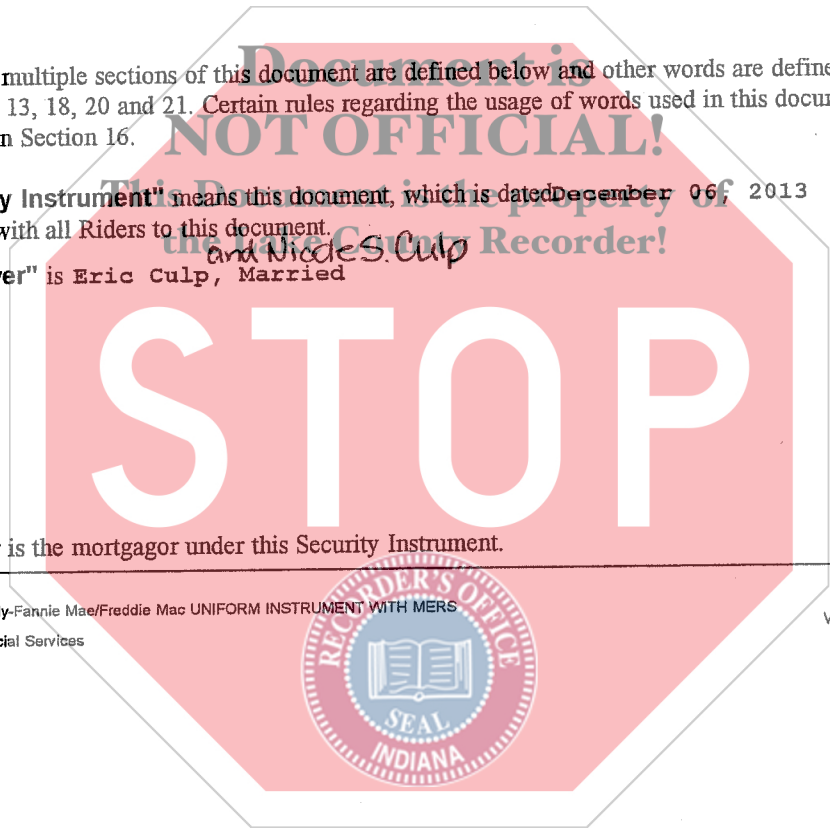 multiple sections of this document are defined below and other words are define
13, 18, 20 and 21. Certain rules regarding the usage of words used in this docu
n Section 16.
Document is
NOT OFFICIAL!
This Document is the property of
the Lake County Recorder!
y Instrument" means this document, which is dated December 06, 2013
with all Riders to this document.
and Nicole S. Culp
er" is Eric Culp, Married
STOP
is the mortgagor under this Security Instrument.
y-Fannie Mae/Freddie Mac UNIFORM INSTRUMENT WITH MERS
cial Services
RECORDER'S OFFICE
SEAL
INDIANA